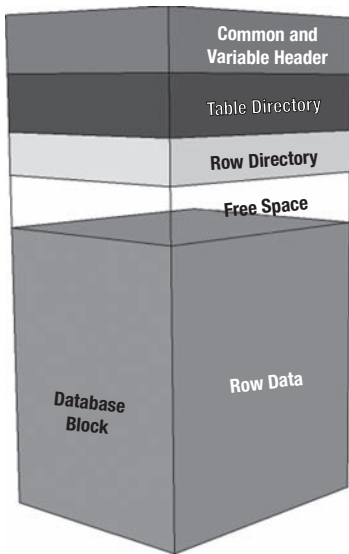 Common and
Variable Header
Table Directory
Row Directory
Free Space
Row Data
Database
Block